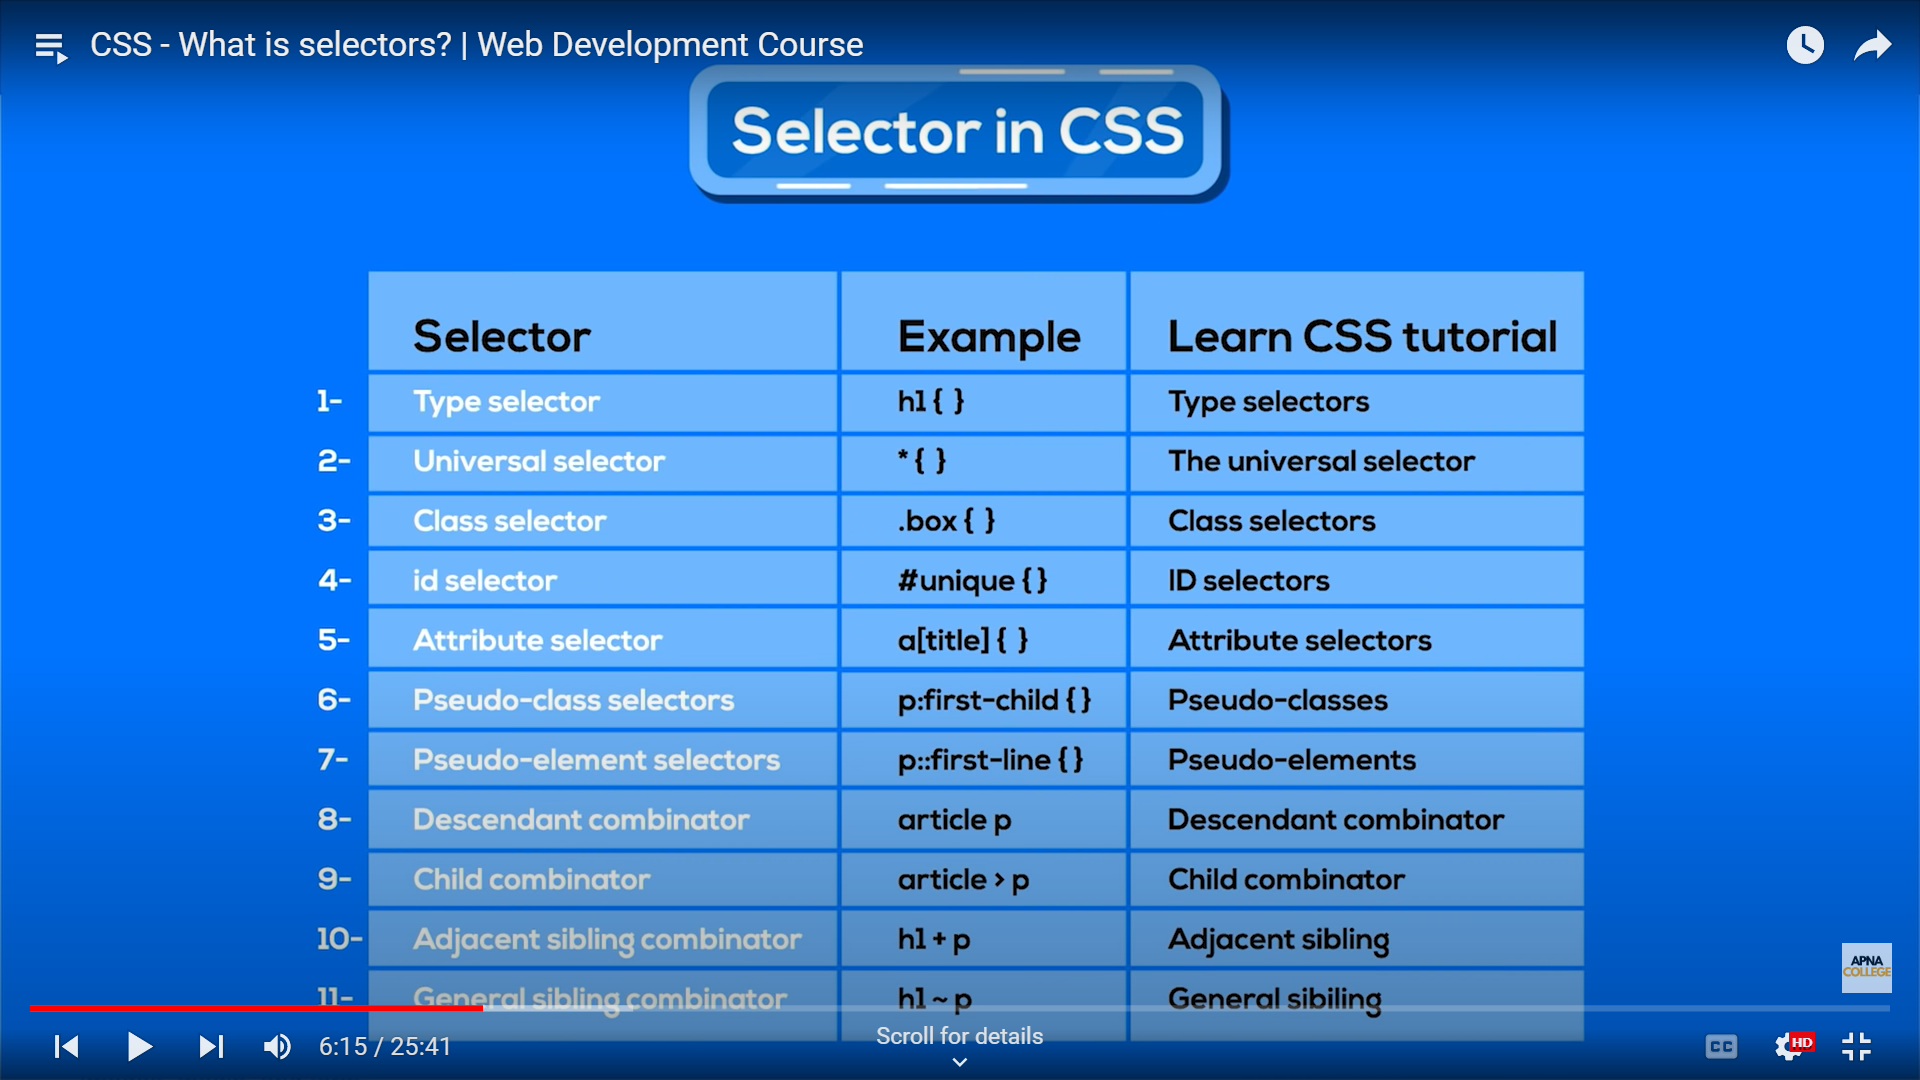 CSS - What is selectors? | Web Development Course
Selector in CSS
Selector Example Learn CSS tutorial
1- Type selector h1 { } Type selectors
2- Universal selector * { } The universal selector
3- Class selector .box { } Class selectors
4- id selector #unique { } ID selectors
5- Attribute selector a[title] { } Attribute selectors
6- Pseudo-class selectors p:first-child { } Pseudo-classes
7- Pseudo-element selectors p::first-line { } Pseudo-elements
8- Descendant combinator article p Descendant combinator
9- Child combinator article > p Child combinator
10- Adjacent sibling combinator h1 + p Adjacent sibling
11- General sibling combinator h1 ~ p General sibiling
APNA
COLLEGE
6:15 / 25:41
Scroll for details
CC
HD